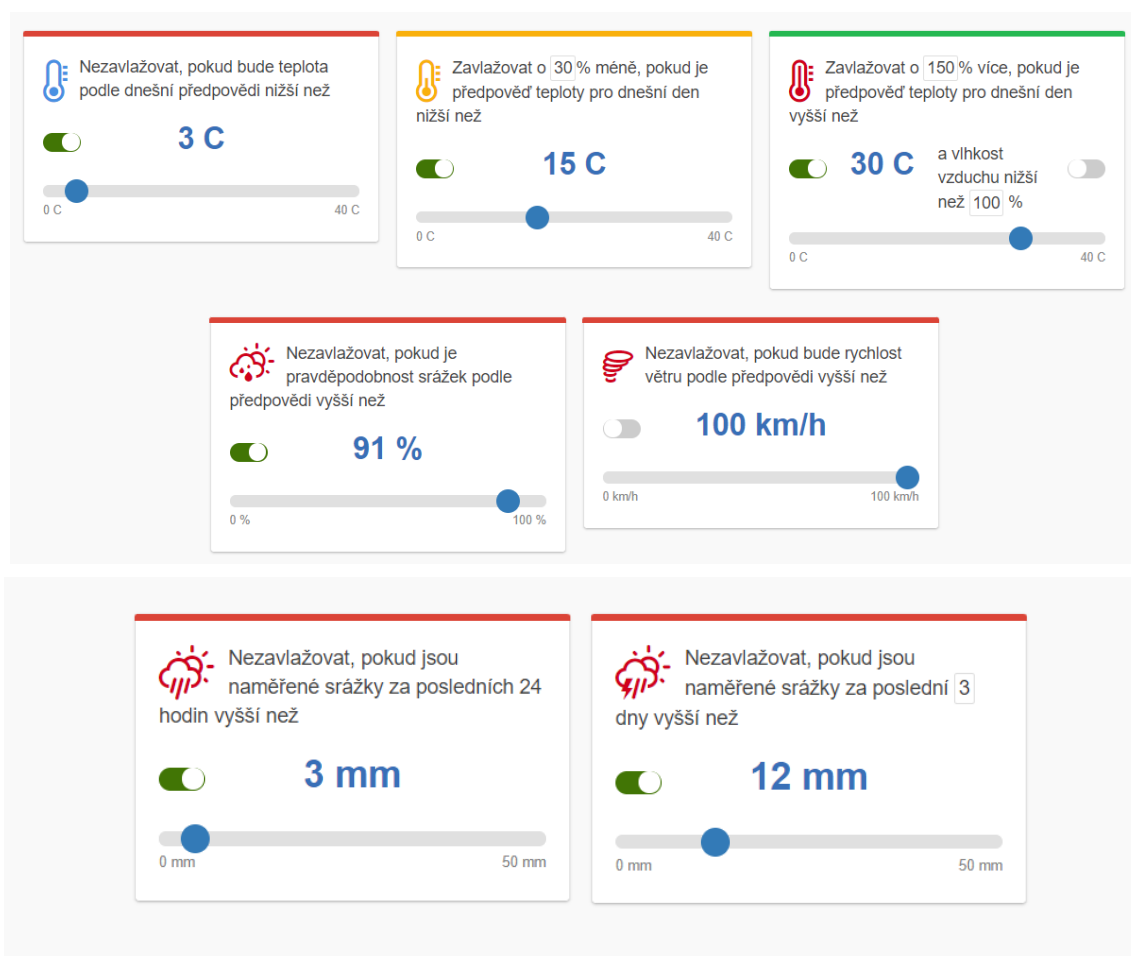 Nezavlažovat, pokud bude teplota
podle dnešní předpovědi nižší než
3 C
0 C
40 C
Zavlažovat o 30 % méně, pokud je
předpověď teploty pro dnešní den
nižší než
15 C
0 C
40 C
Zavlažovat o 150 % více, pokud je
předpověď teploty pro dnešní den
vyšší než
30 C
a vlhkost
vzduchu nižší
než 100 %
0 C
40 C
Nezavlažovat, pokud je
pravděpodobnost srážek podle
předpovědi vyšší než
91 %
0 %
100 %
Nezavlažovat, pokud bude rychlost
větru podle předpovědi vyšší než
100 km/h
0 km/h
100 km/h
Nezavlažovat, pokud jsou
naměřené srážky za posledních 24
hodin vyšší než
3 mm
0 mm
50 mm
Nezavlažovat, pokud jsou
naměřené srážky za poslední 3
dny vyšší než
12 mm
0 mm
50 mm